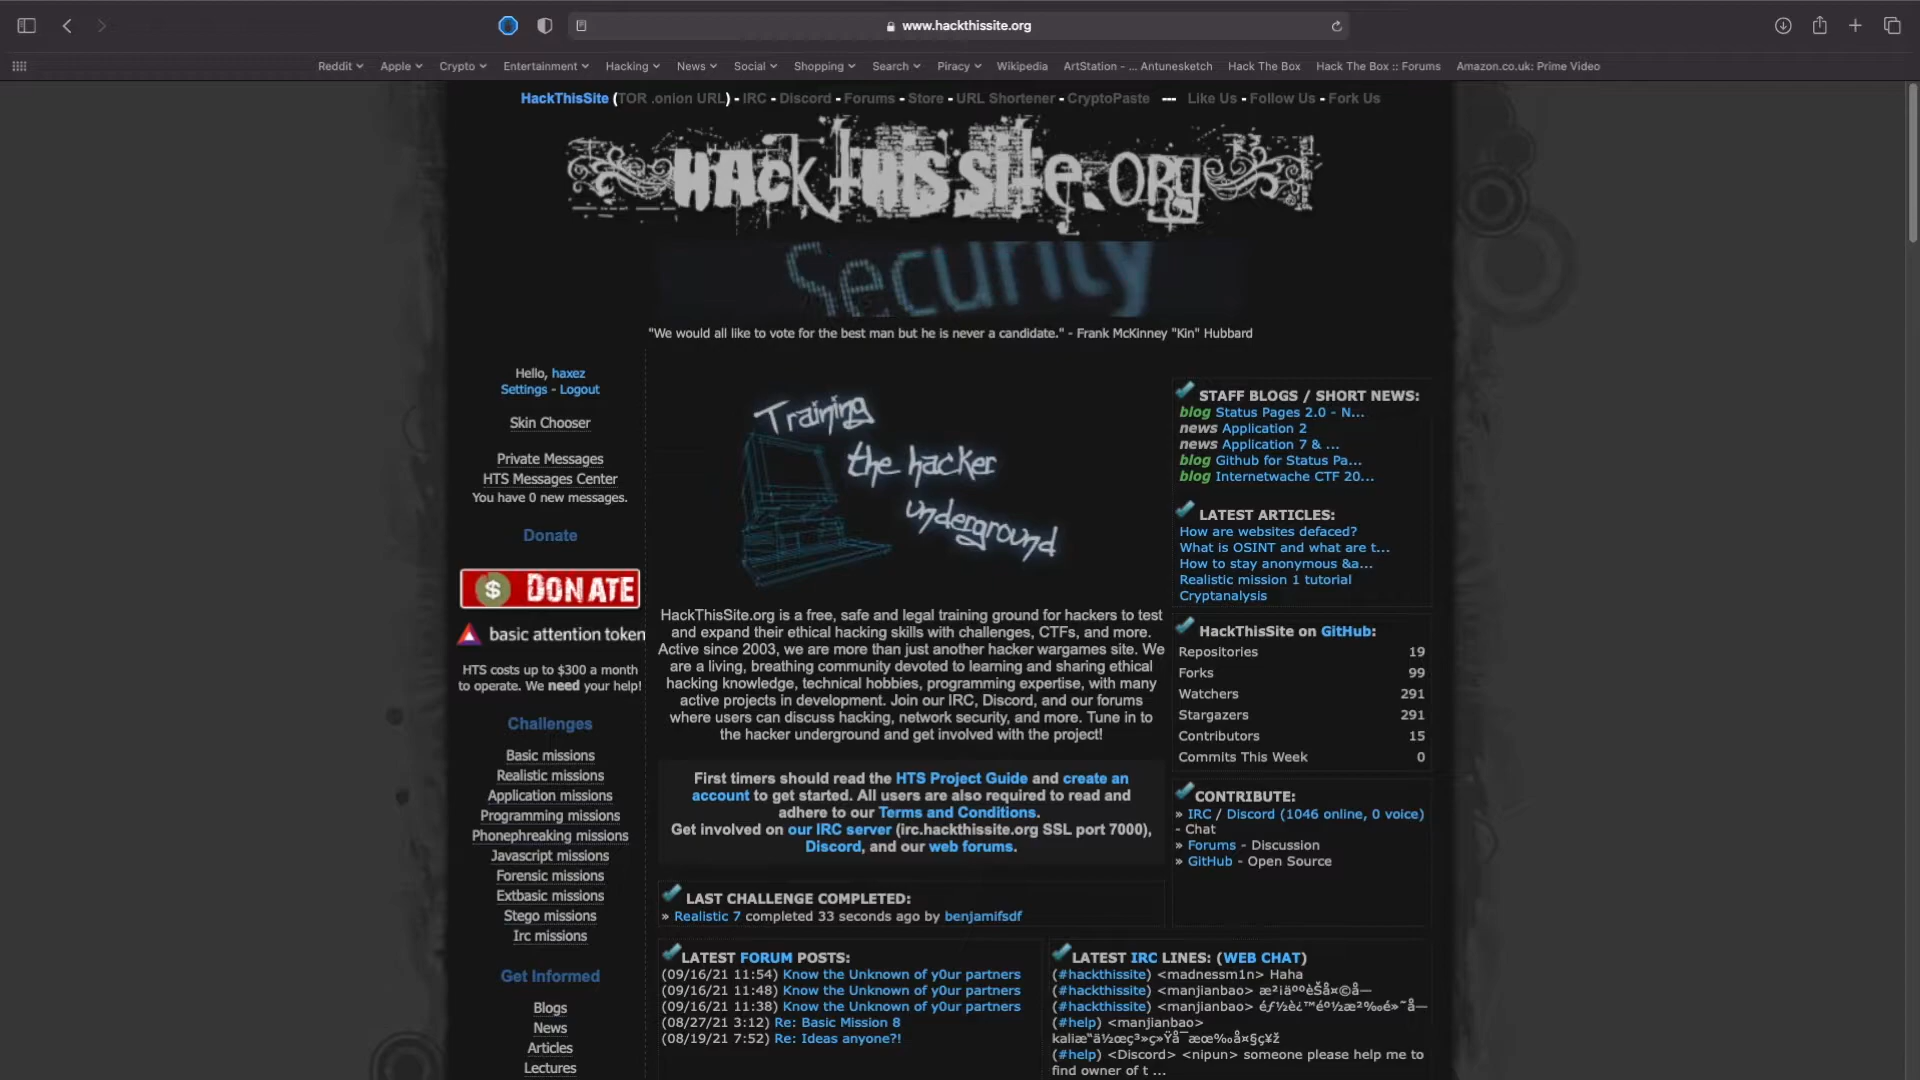 www.hackthissite.org
Reddit Apple Crypto Entertainment Hacking News Social Shopping Search Piracy Wikipedia ArtStation - ... Antunesketch Hack The Box Hack The Box :: Forums Amazon.co.uk: Prime Video
HackThisSite (TOR .onion URL) - IRC - Discord - Forums - Store - URL Shortener - CryptoPaste --- Like Us - Follow Us - Fork Us
HAck tHIS SitE.ORg
Security
"We would all like to vote for the best man but he is never a candidate." - Frank McKinney "Kin" Hubbard
Hello, haxez
Settings - Logout
Skin Chooser
Private Messages
HTS Messages Center
You have 0 new messages.
Donate
$ DONATE
basic attention token
HTS costs up to $300 a month
to operate. We need your help!
Challenges
Basic missions
Realistic missions
Application missions
Programming missions
Phonephreaking missions
Javascript missions
Forensic missions
Extbasic missions
Stego missions
Irc missions
Get Informed
Blogs
News
Articles
Lectures
Training
the hacker
underground
HackThisSite.org is a free, safe and legal training ground for hackers to test
and expand their ethical hacking skills with challenges, CTFs, and more.
Active since 2003, we are more than just another hacker wargames site. We
are a living, breathing community devoted to learning and sharing ethical
hacking knowledge, technical hobbies, programming expertise, with many
active projects in development. Join our IRC, Discord, and our forums
where users can discuss hacking, network security, and more. Tune in to
the hacker underground and get involved with the project!
First timers should read the HTS Project Guide and create an
account to get started. All users are also required to read and
adhere to our Terms and Conditions.
Get involved on our IRC server (irc.hackthissite.org SSL port 7000),
Discord, and our web forums.
LAST CHALLENGE COMPLETED:
» Realistic 7 completed 33 seconds ago by benjamifsdf
LATEST FORUM POSTS:
(09/16/21 11:54) Know the Unknown of y0ur partners
(09/16/21 11:48) Know the Unknown of y0ur partners
(09/16/21 11:38) Know the Unknown of y0ur partners
(08/27/21 3:12) Re: Basic Mission 8
(08/19/21 7:52) Re: Ideas anyone?!
STAFF BLOGS / SHORT NEWS:
blog Status Pages 2.0 - N...
news Application 2
news Application 7 & ...
blog Github for Status Pa...
blog Internetwache CTF 20...
LATEST ARTICLES:
How are websites defaced?
What is OSINT and what are t...
How to stay anonymous &a...
Realistic mission 1 tutorial
Cryptanalysis
HackThisSite on GitHub:
Repositories 19
Forks 99
Watchers 291
Stargazers 291
Contributors 15
Commits This Week 0
CONTRIBUTE:
» IRC / Discord (1046 online, 0 voice)
- Chat
» Forums - Discussion
» GitHub - Open Source
LATEST IRC LINES: (WEB CHAT)
(#hackthissite) <madnessm1n> Haha
(#hackthissite) <manjianbao>
(#hackthissite) <manjianbao>
(#help) <manjianbao>
(#help) <Discord> <nipun> someone please help me to
find owner of t ...